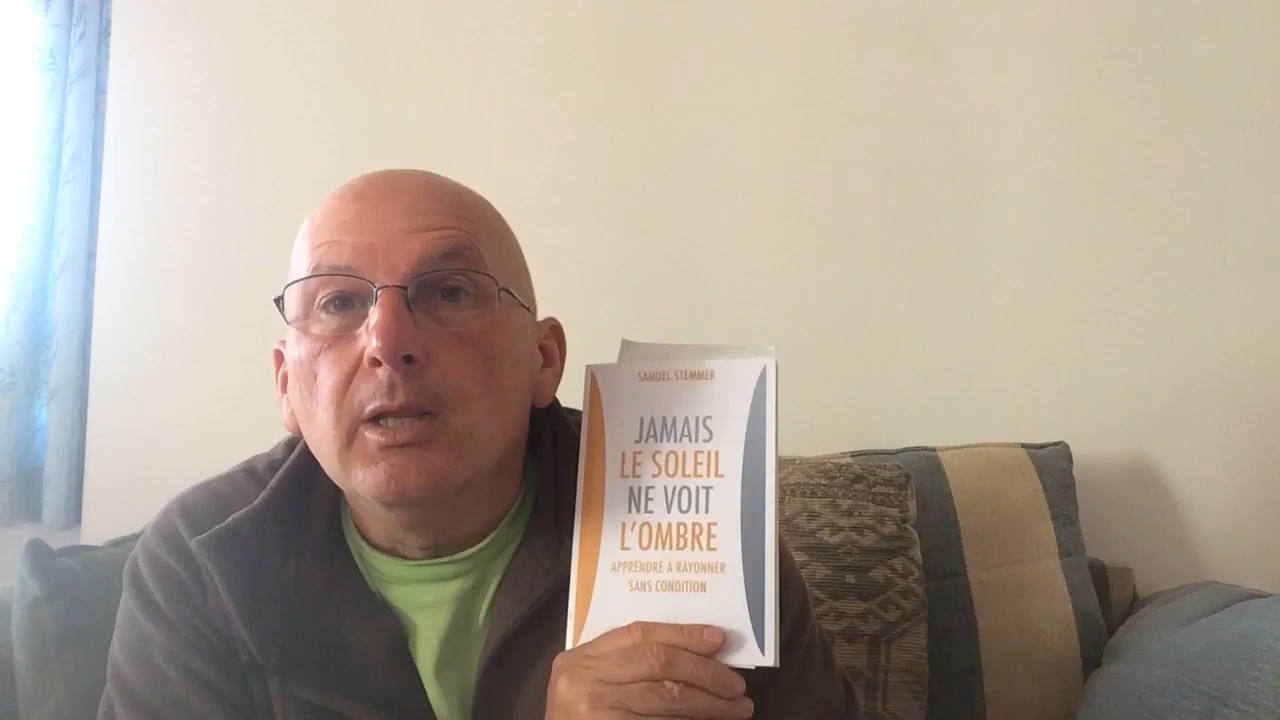 SAMUEL STEMMER
JAMAIS
LE SOLEIL
NE VOIT
L'OMBRE
APPRENDRE A RAYONNER
SANS CONDITION